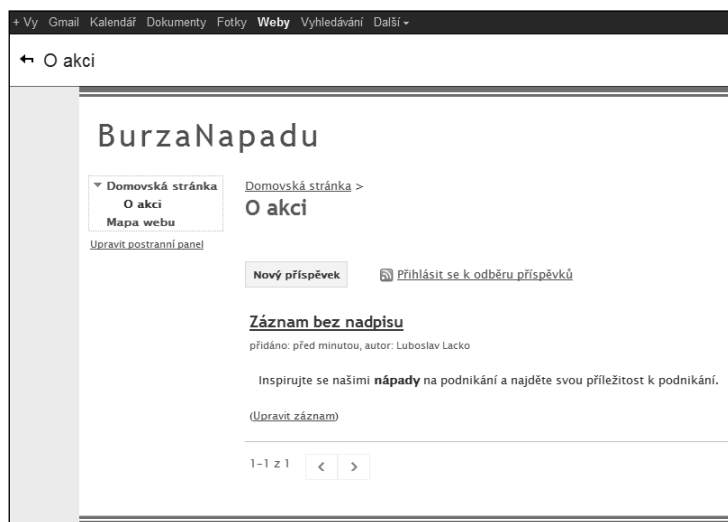 + Vy Gmail Kalendář Dokumenty Fotky Weby Vyhledávání Další
O akci
BurzaNapadu
Domovská stránka
O akci
Mapa webu
Upravit postranní panel
Domovská stránka >
O akci
Nový příspěvek
Přihlásit se k odběru příspěvků
Záznam bez nadpisu
přidáno: před minutou, autor: Luboslav Lacko
Inspirujte se našimi nápady na podnikání a najděte svou příležitost k podnikání.
(Upravit záznam)
1-1 z 1